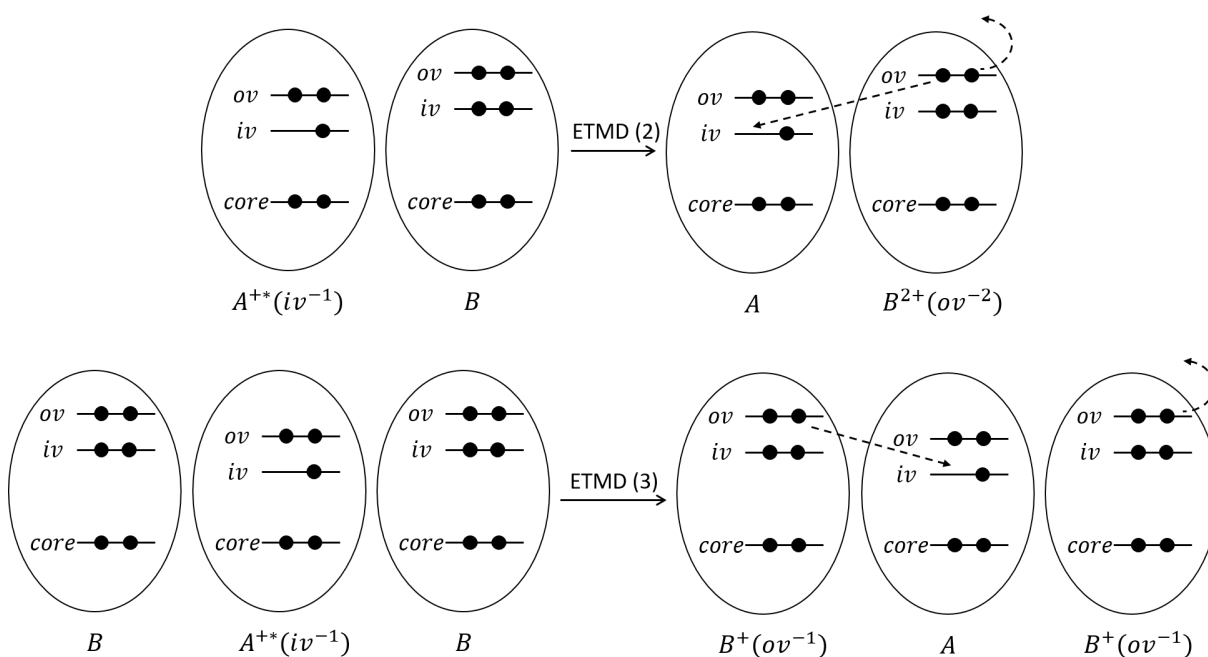 ov ov ov ov
iv iv iv iv
core core core core
ETMD (2)
A^{+*}(iv^{-1}) B A B^{2+}(ov^{-2})
ov ov ov ov ov ov
iv iv iv iv iv iv
core core core core core core
ETMD (3)
B A^{+*}(iv^{-1}) B B^{+}(ov^{-1}) A B^{+}(ov^{-1})